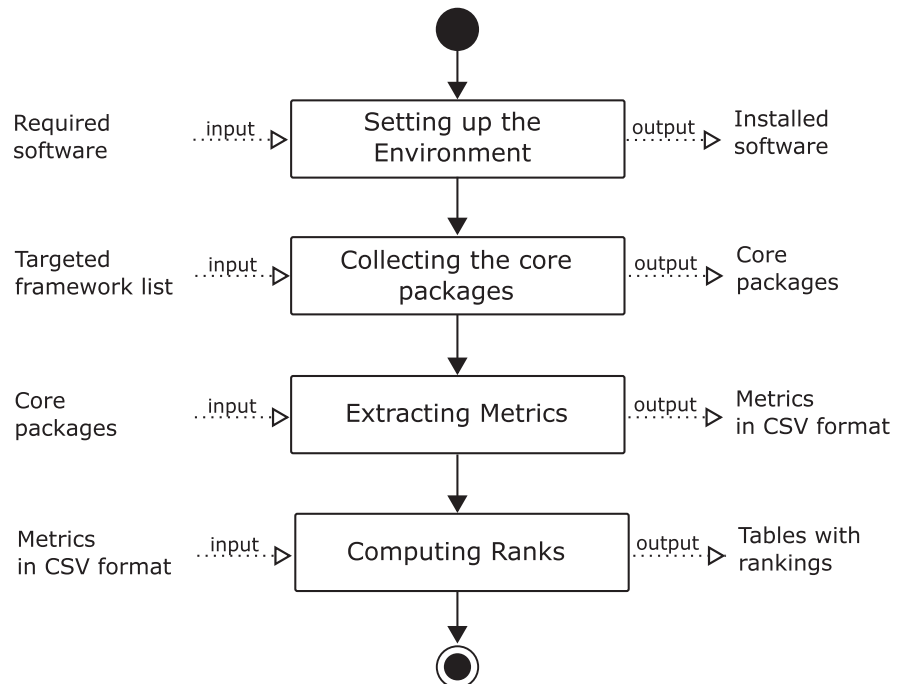 Required
software
input
Setting up the
Environment
output
Installed
software
Targeted
framework list
input
Collecting the core
packages
output
Core
packages
Core
packages
input
Extracting Metrics
output
Metrics
in CSV format
Metrics
in CSV format
input
Computing Ranks
output
Tables with
rankings